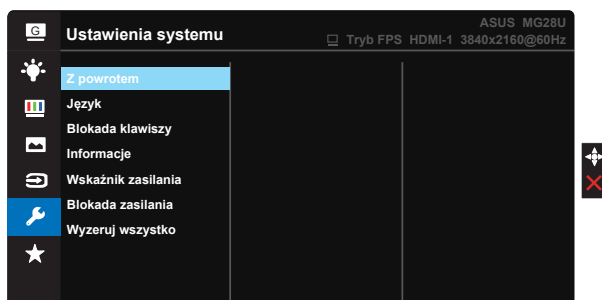 G
Ustawienia systemu
ASUS MG28U
Tryb FPS HDMI-1 3840x2160@60Hz
Z powrotem
Język
Blokada klawiszy
Informacje
Wskaźnik zasilania
Blokada zasilania
Wyzeruj wszystko